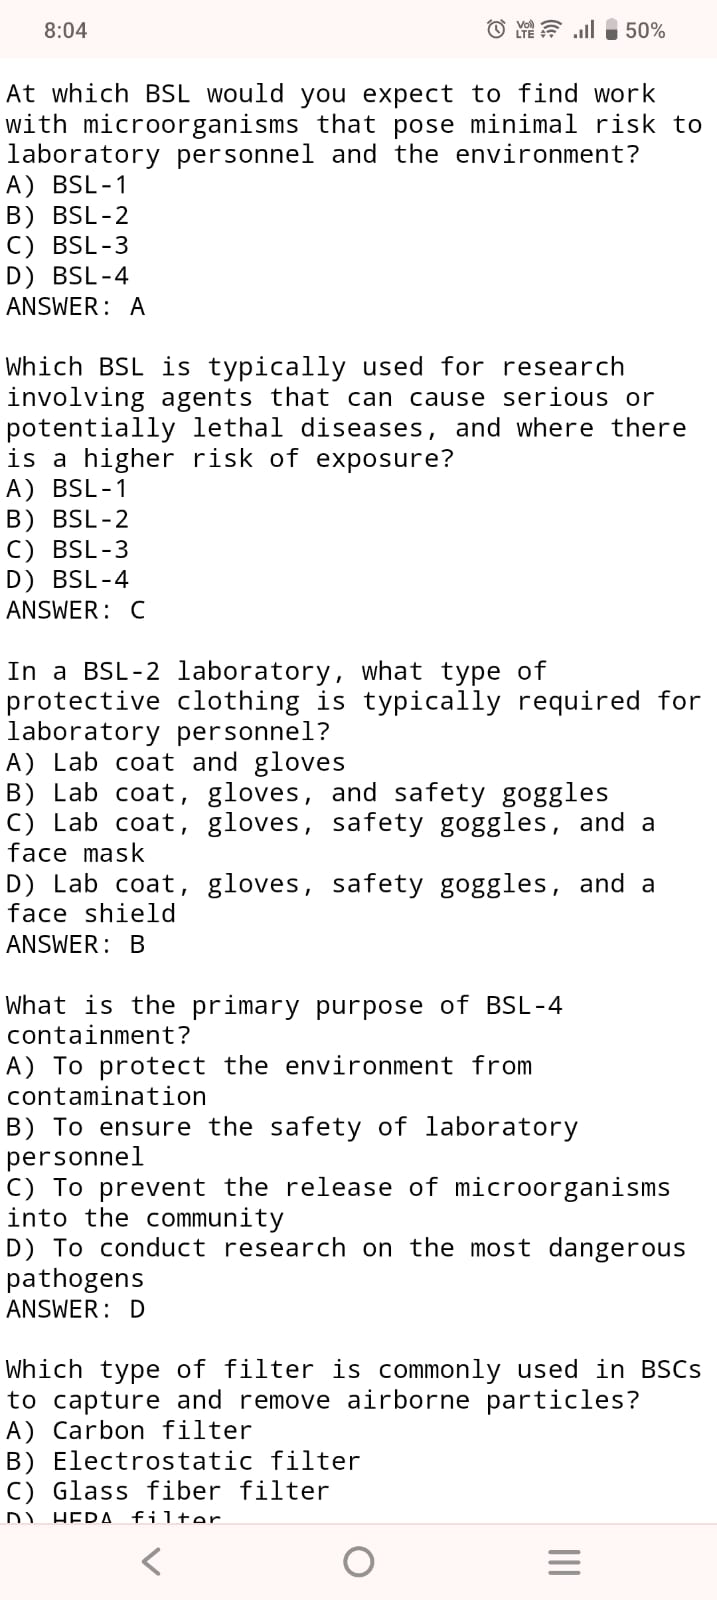 8:04
Vo) LTE 50%
At which BSL would you expect to find work
with microorganisms that pose minimal risk to
laboratory personnel and the environment?
A) BSL-1
B) BSL-2
C) BSL-3
D) BSL-4
ANSWER: A
Which BSL is typically used for research
involving agents that can cause serious or
potentially lethal diseases, and where there
is a higher risk of exposure?
A) BSL-1
B) BSL-2
C) BSL-3
D) BSL-4
ANSWER: C
In a BSL-2 laboratory, what type of
protective clothing is typically required for
laboratory personnel?
A) Lab coat and gloves
B) Lab coat, gloves, and safety goggles
C) Lab coat, gloves, safety goggles, and a
face mask
D) Lab coat, gloves, safety goggles, and a
face shield
ANSWER: B
What is the primary purpose of BSL-4
containment?
A) To protect the environment from
contamination
B) To ensure the safety of laboratory
personnel
C) To prevent the release of microorganisms
into the community
D) To conduct research on the most dangerous
pathogens
ANSWER: D
Which type of filter is commonly used in BSCs
to capture and remove airborne particles?
A) Carbon filter
B) Electrostatic filter
C) Glass fiber filter
D) HEPA filter